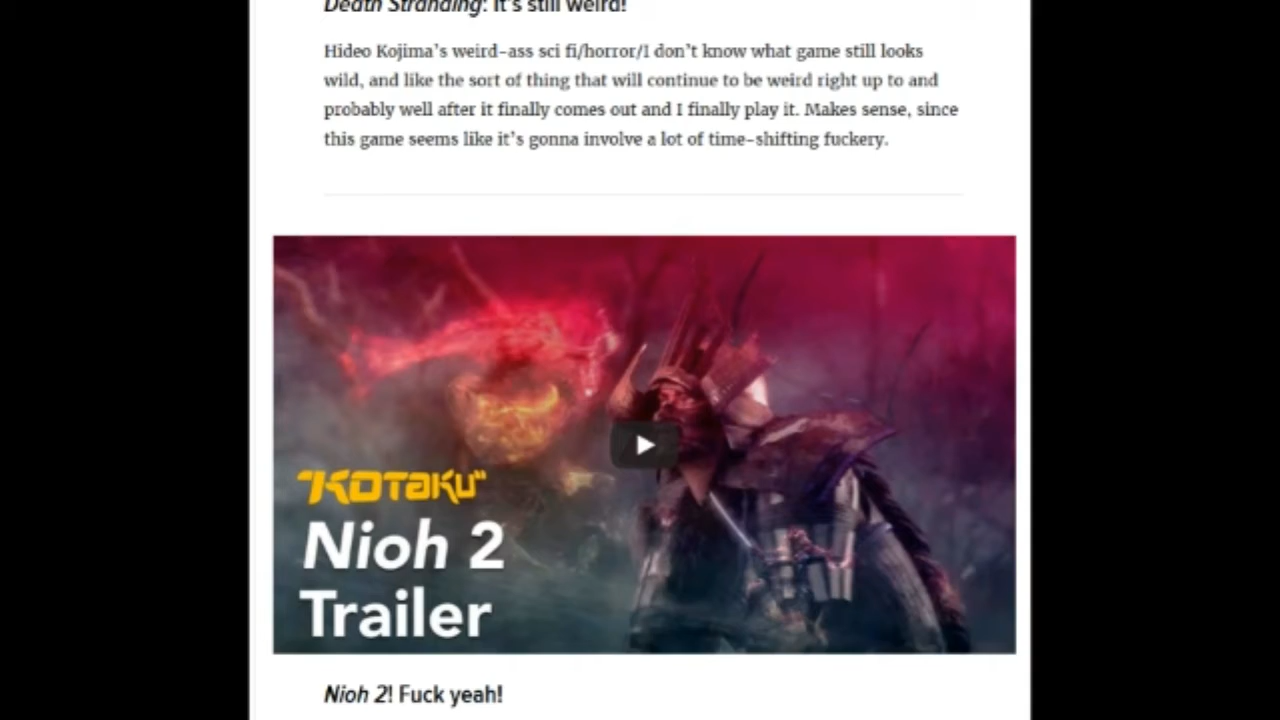 Death Stranding: It's still weird!
Hideo Kojima's weird-ass sci fi/horror/I don't know what game still looks
wild, and like the sort of thing that will continue to be weird right up to and
probably well after it finally comes out and I finally play it. Makes sense, since
this game seems like it's gonna involve a lot of time-shifting fuckery.
"KOTAKU"
Nioh 2
Trailer
Nioh 2! Fuck yeah!